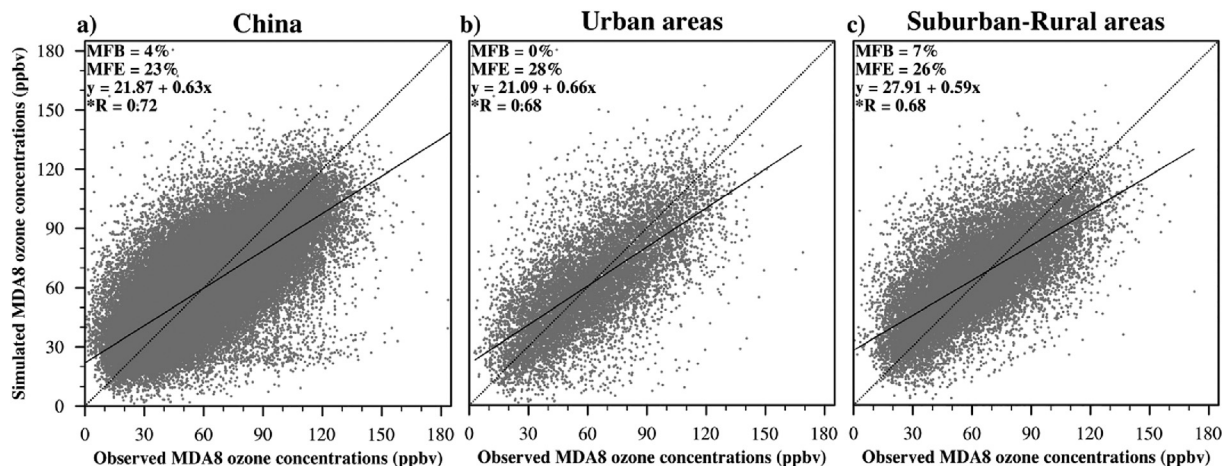 a) China
MFB = 4%
MFE = 23%
y = 21.87 + 0.63x
*R = 0.72
Simulated MDA8 ozone concentrations (ppbv)
180
150
120
90
60
30
0
0 30 60 90 120 150 180
Observed MDA8 ozone concentrations (ppbv)
b) Urban areas
MFB = 0%
MFE = 28%
y = 21.09 + 0.66x
*R = 0.68
0 30 60 90 120 150 180
Observed MDA8 ozone concentrations (ppbv)
c) Suburban-Rural areas
MFB = 7%
MFE = 26%
y = 27.91 + 0.59x
*R = 0.68
0 30 60 90 120 150 180
Observed MDA8 ozone concentrations (ppbv)